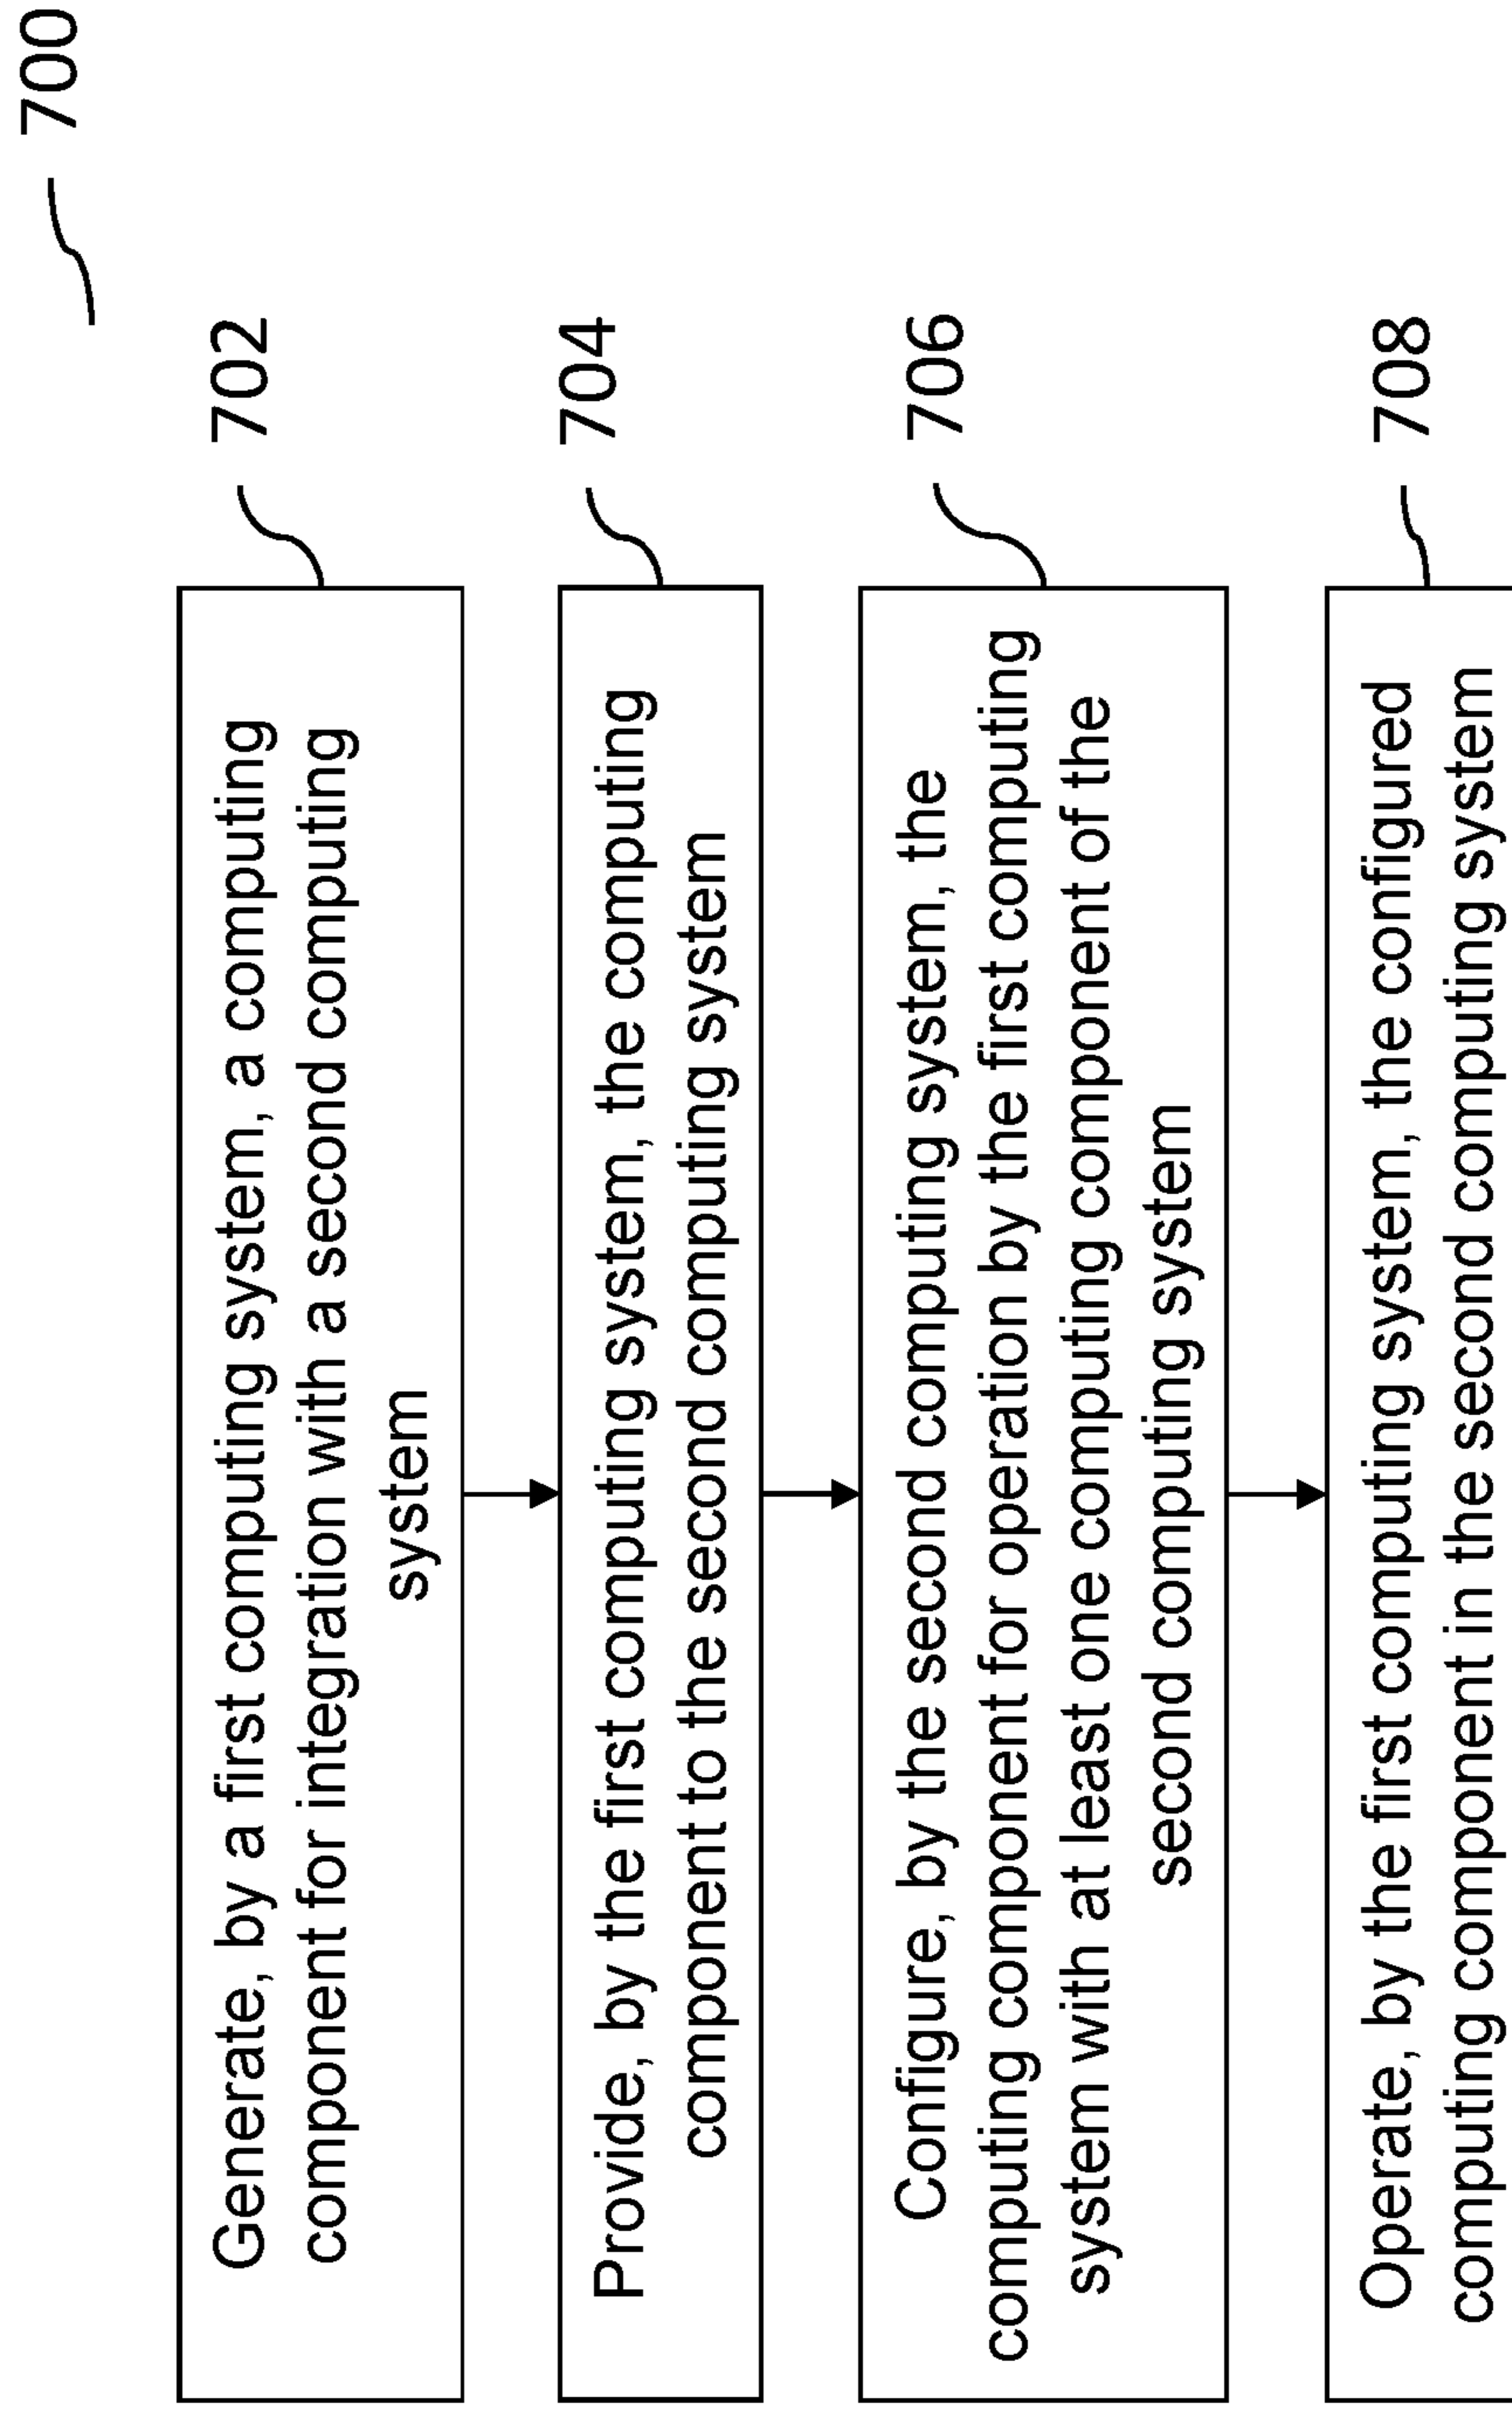 700
702
Generate, by a first computing system, a computing
component for integration with a second computing
system
704
Provide, by the first computing system, the computing
component to the second computing system
706
Configure, by the second computing system, the
computing component for operation by the first computing
system with at least one computing component of the
second computing system
708
Operate, by the first computing system, the configured
computing component in the second computing system